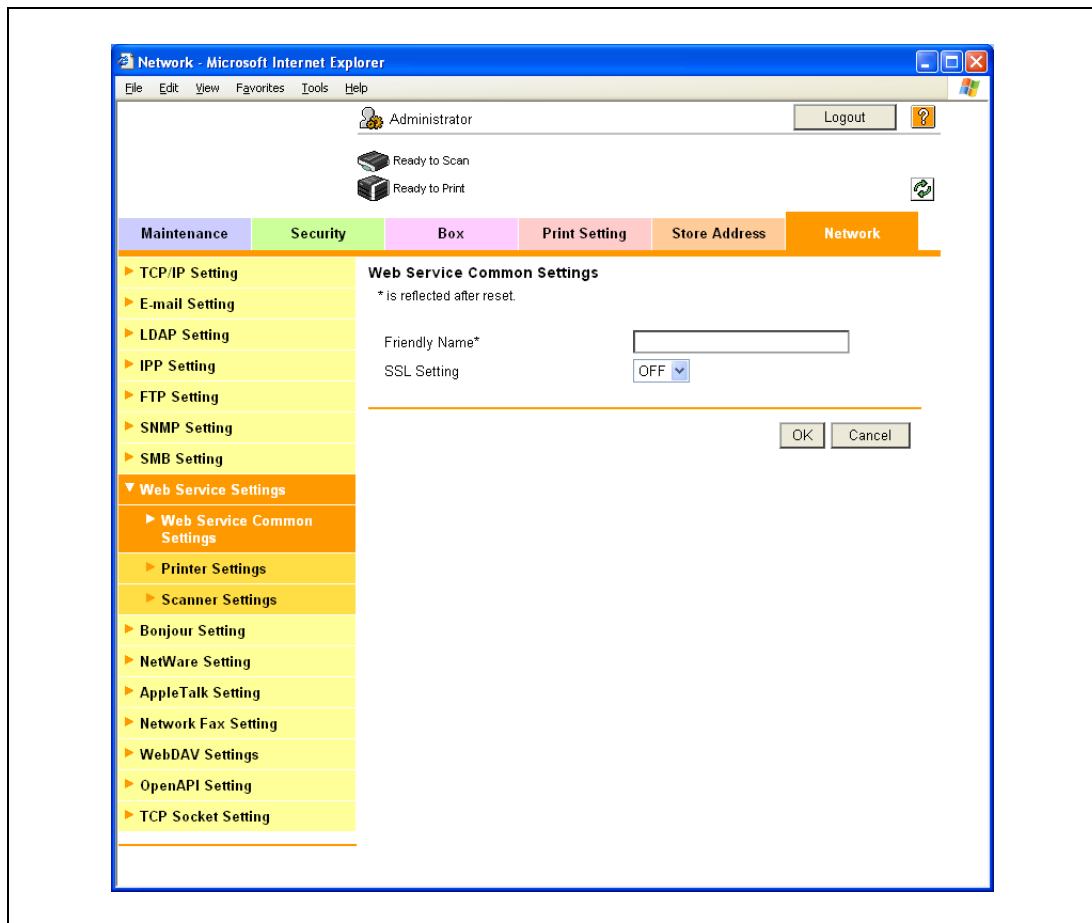 Network - Microsoft Internet Explorer
File Edit View Favorites Tools Help
Administrator
Logout
?
Ready to Scan
Ready to Print
Maintenance Security Box Print Setting Store Address Network
TCP/IP Setting
E-mail Setting
LDAP Setting
IPP Setting
FTP Setting
SNMP Setting
SMB Setting
Web Service Settings
Web Service Common
Settings
Printer Settings
Scanner Settings
Bonjour Setting
NetWare Setting
AppleTalk Setting
Network Fax Setting
WebDAV Settings
OpenAPI Setting
TCP Socket Setting
Web Service Common Settings
* is reflected after reset.
Friendly Name*
SSL Setting OFF
OK Cancel